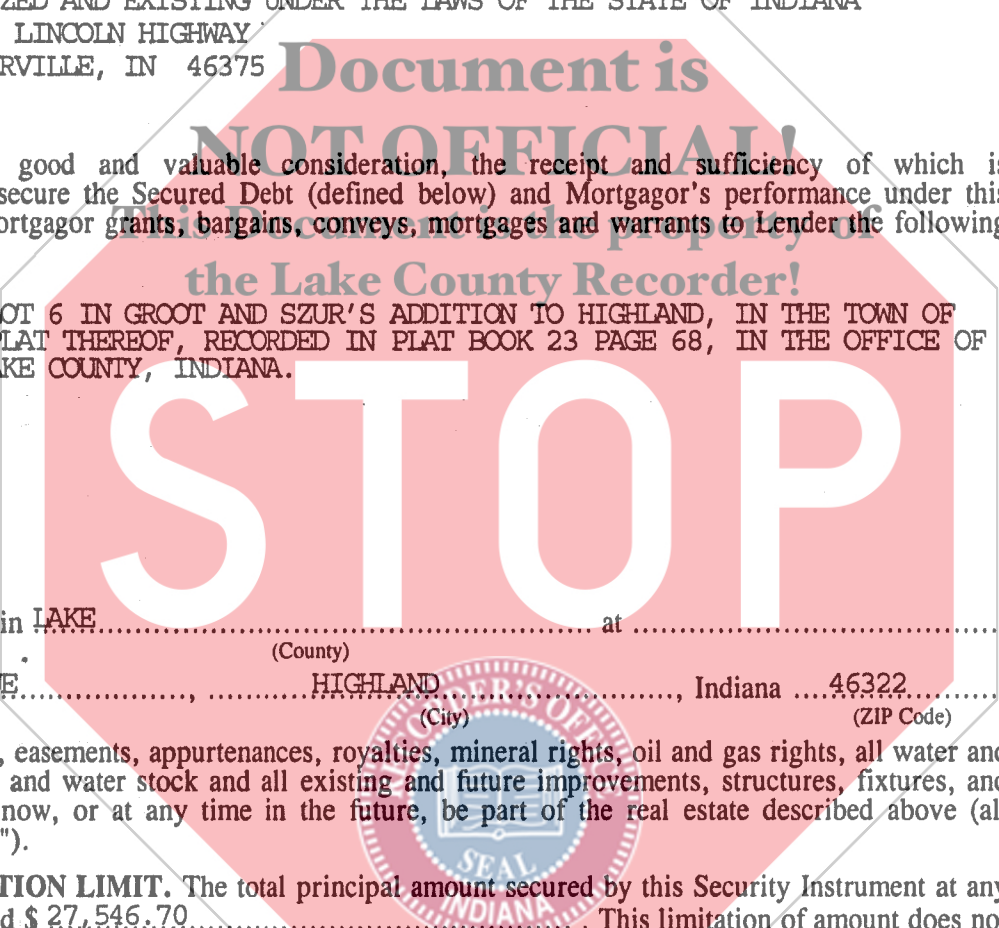 ZED AND EXISTING UNDER THE LAWS OF THE STATE OF INDIANA
LINCOLN HIGHWAY
RVILLE, IN 46375
Document is
NOT OFFICIAL!
good and valuable consideration, the receipt and sufficiency of which is
secure the Secured Debt (defined below) and Mortgagor's performance under this
ortgagor grants, bargains, conveys, mortgages and warrants to Lender the following
This Document is the property of
the Lake County Recorder!
OT 6 IN GROOT AND SZUR'S ADDITION TO HIGHLAND, IN THE TOWN OF
LAT THEREOF, RECORDED IN PLAT BOOK 23 PAGE 68, IN THE OFFICE OF
KE COUNTY, INDIANA.
STOP
in LAKE at
(County)
E , HIGHLAND , Indiana 46322
(City) (ZIP Code)
, easements, appurtenances, royalties, mineral rights, oil and gas rights, all water and
and water stock and all existing and future improvements, structures, fixtures, and
now, or at any time in the future, be part of the real estate described above (al
").
RECORDER'S OFFICE
SEAL
INDIANA
TION LIMIT. The total principal amount secured by this Security Instrument at any
d $ 27,546.70 . This limitation of amount does no